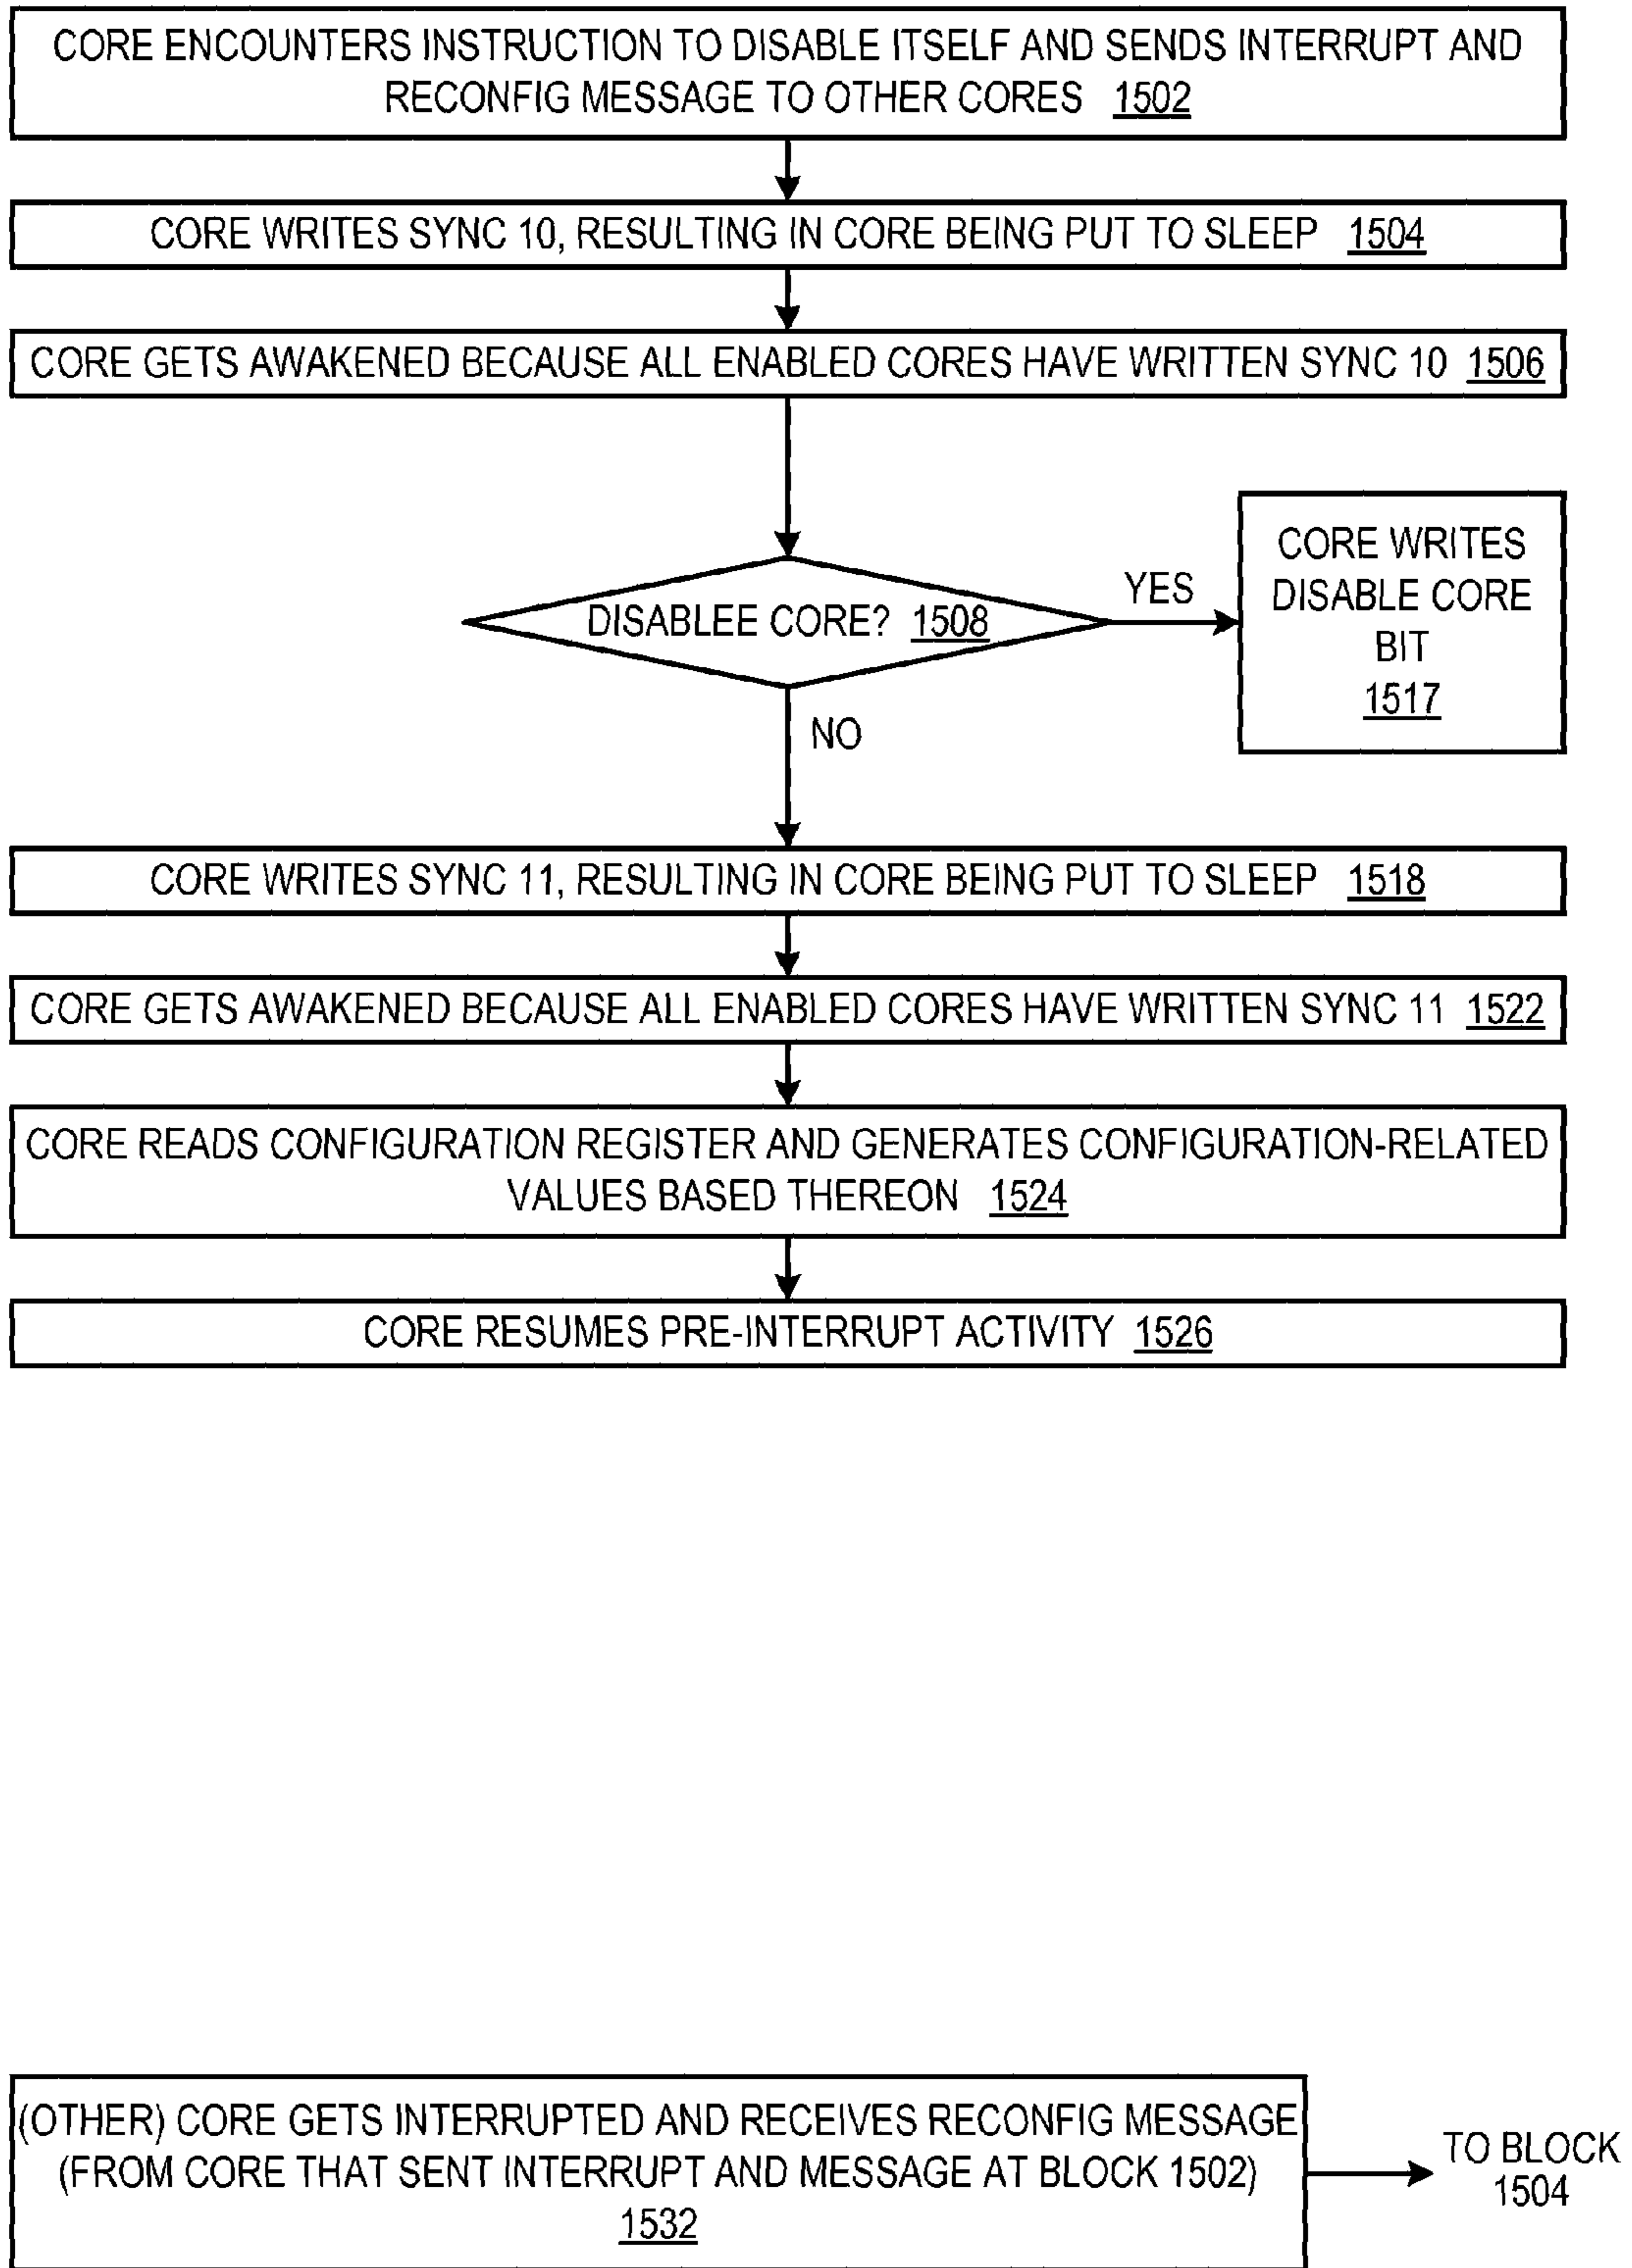 CORE ENCOUNTERS INSTRUCTION TO DISABLE ITSELF AND SENDS INTERRUPT AND
RECONFIG MESSAGE TO OTHER CORES 1502
CORE WRITES SYNC 10, RESULTING IN CORE BEING PUT TO SLEEP 1504
CORE GETS AWAKENED BECAUSE ALL ENABLED CORES HAVE WRITTEN SYNC 10 1506
DISABLEE CORE? 1508
YES
CORE WRITES
DISABLE CORE
BIT
1517
NO
CORE WRITES SYNC 11, RESULTING IN CORE BEING PUT TO SLEEP 1518
CORE GETS AWAKENED BECAUSE ALL ENABLED CORES HAVE WRITTEN SYNC 11 1522
CORE READS CONFIGURATION REGISTER AND GENERATES CONFIGURATION-RELATED
VALUES BASED THEREON 1524
CORE RESUMES PRE-INTERRUPT ACTIVITY 1526
(OTHER) CORE GETS INTERRUPTED AND RECEIVES RECONFIG MESSAGE
(FROM CORE THAT SENT INTERRUPT AND MESSAGE AT BLOCK 1502)
1532
TO BLOCK
1504